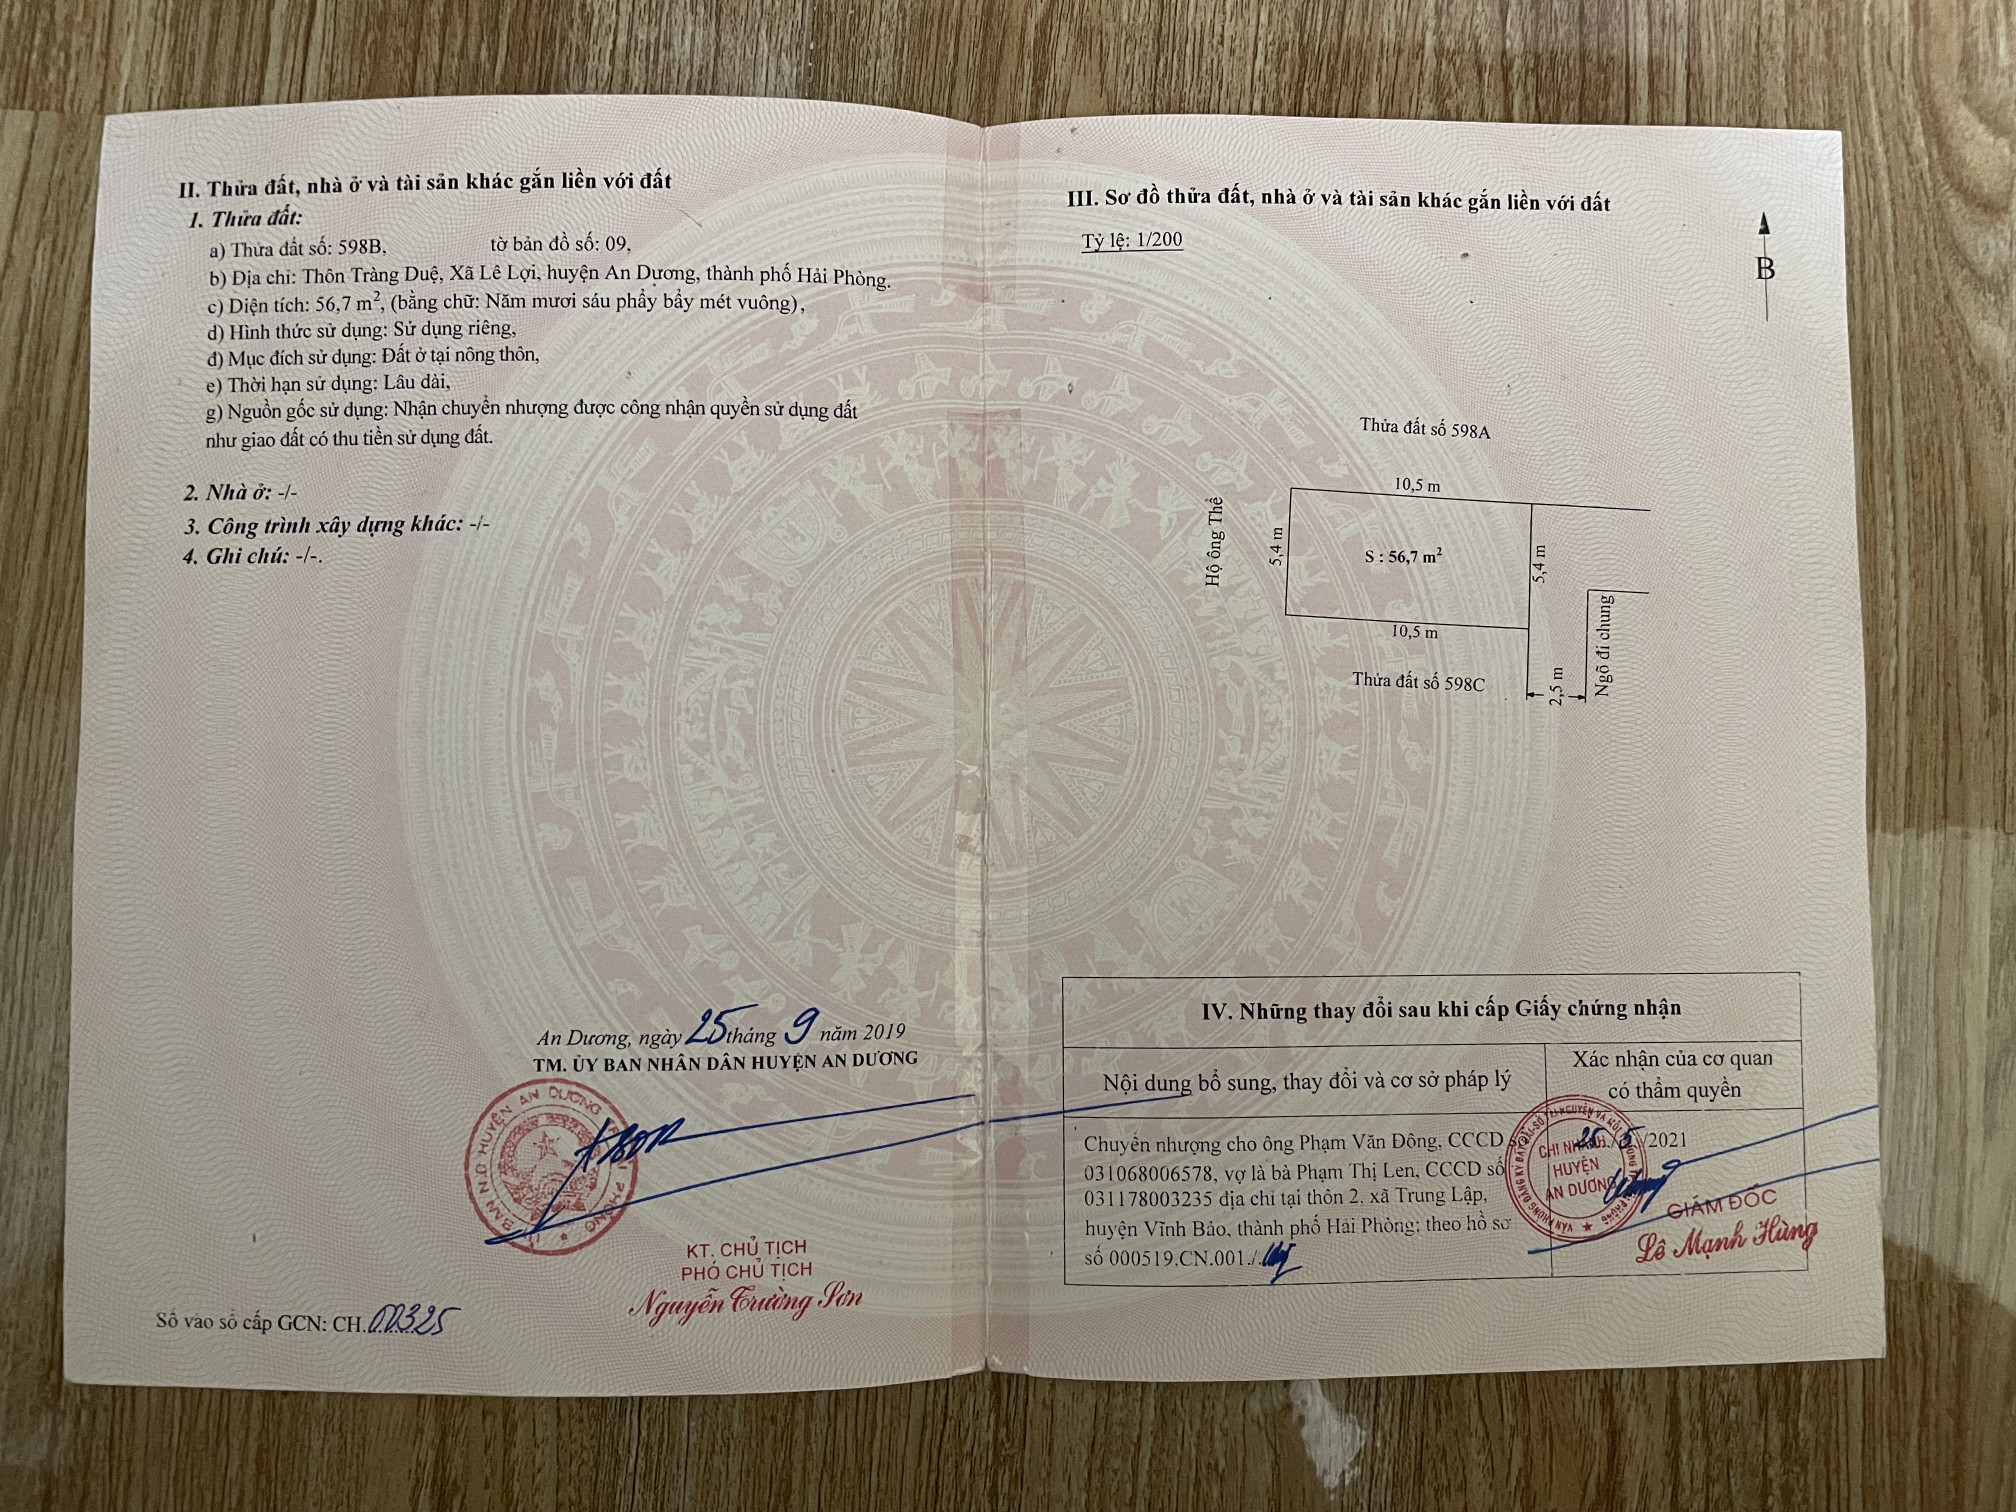 II. Thửa đất, nhà ở và tài sản khác gắn liền với đất
1. Thửa đất:
a) Thửa đất số: 598B, tờ bản đồ số: 09,
b) Địa chỉ: Thôn Tràng Duệ, Xã Lê Lợi, huyện An Dương, thành phố Hải Phòng.
c) Diện tích: 56,7 m², (bằng chữ: Năm mươi sáu phẩy bẩy mét vuông),
d) Hình thức sử dụng: Sử dụng riêng,
đ) Mục đích sử dụng: Đất ở tại nông thôn,
e) Thời hạn sử dụng: Lâu dài,
g) Nguồn gốc sử dụng: Nhận chuyển nhượng được công nhận quyền sử dụng đất
như giao đất có thu tiền sử dụng đất.
2. Nhà ở: -/-
3. Công trình xây dựng khác: -/-
4. Ghi chú: -/-.
An Dương, ngày 25 tháng 9 năm 2019
TM. ỦY BAN NHÂN DÂN HUYỆN AN DƯƠNG
KT. CHỦ TỊCH
PHÓ CHỦ TỊCH
Nguyễn Trường Sơn
Số vào sổ cấp GCN: CH.00325
III. Sơ đồ thửa đất, nhà ở và tài sản khác gắn liền với đất
Tỷ lệ: 1/200
B
Thửa đất số 598A
10,5 m
Hộ ông Thể
5,4 m
S : 56,7 m²
5,4 m
10,5 m
Ngõ đi chung
Thửa đất số 598C
2,5 m
IV. Những thay đổi sau khi cấp Giấy chứng nhận
Nội dung bổ sung, thay đổi và cơ sở pháp lý
Xác nhận của cơ quan
có thẩm quyền
Chuyển nhượng cho ông Phạm Văn Đông, CCCD số
031068006578, vợ là bà Phạm Thị Len, CCCD số
031178003235 địa chỉ tại thôn 2, xã Trung Lập,
huyện Vĩnh Bảo, thành phố Hải Phòng; theo hồ sơ
số 000519.CN.001./.
/5/2021
CHI NHÁNH
HUYỆN
AN DƯƠNG
GIÁM ĐỐC
Lê Mạnh Hùng